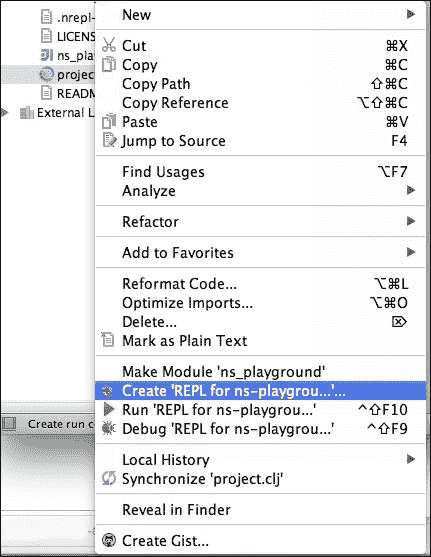 .nrepl-
LICENS
ns_pla
project
READM
External L
New
Cut ⌘X
Copy ⌘C
Copy Path ⇧⌘C
Copy Reference ⌥⇧⌘C
Paste ⌘V
Jump to Source F4
Find Usages ⌥F7
Analyze
Refactor
Add to Favorites
Reformat Code... ⌥⌘L
Optimize Imports... ⌥⌘O
Delete... ⌦
Mark as Plain Text
Make Module 'ns_playground'
Create 'REPL for ns-playgrou...'...
Run 'REPL for ns-playgrou...' ^⇧F10
Debug 'REPL for ns-playgrou...' ^⇧F9
Create run c
Local History
Synchronize 'project.clj'
Reveal in Finder
Create Gist...